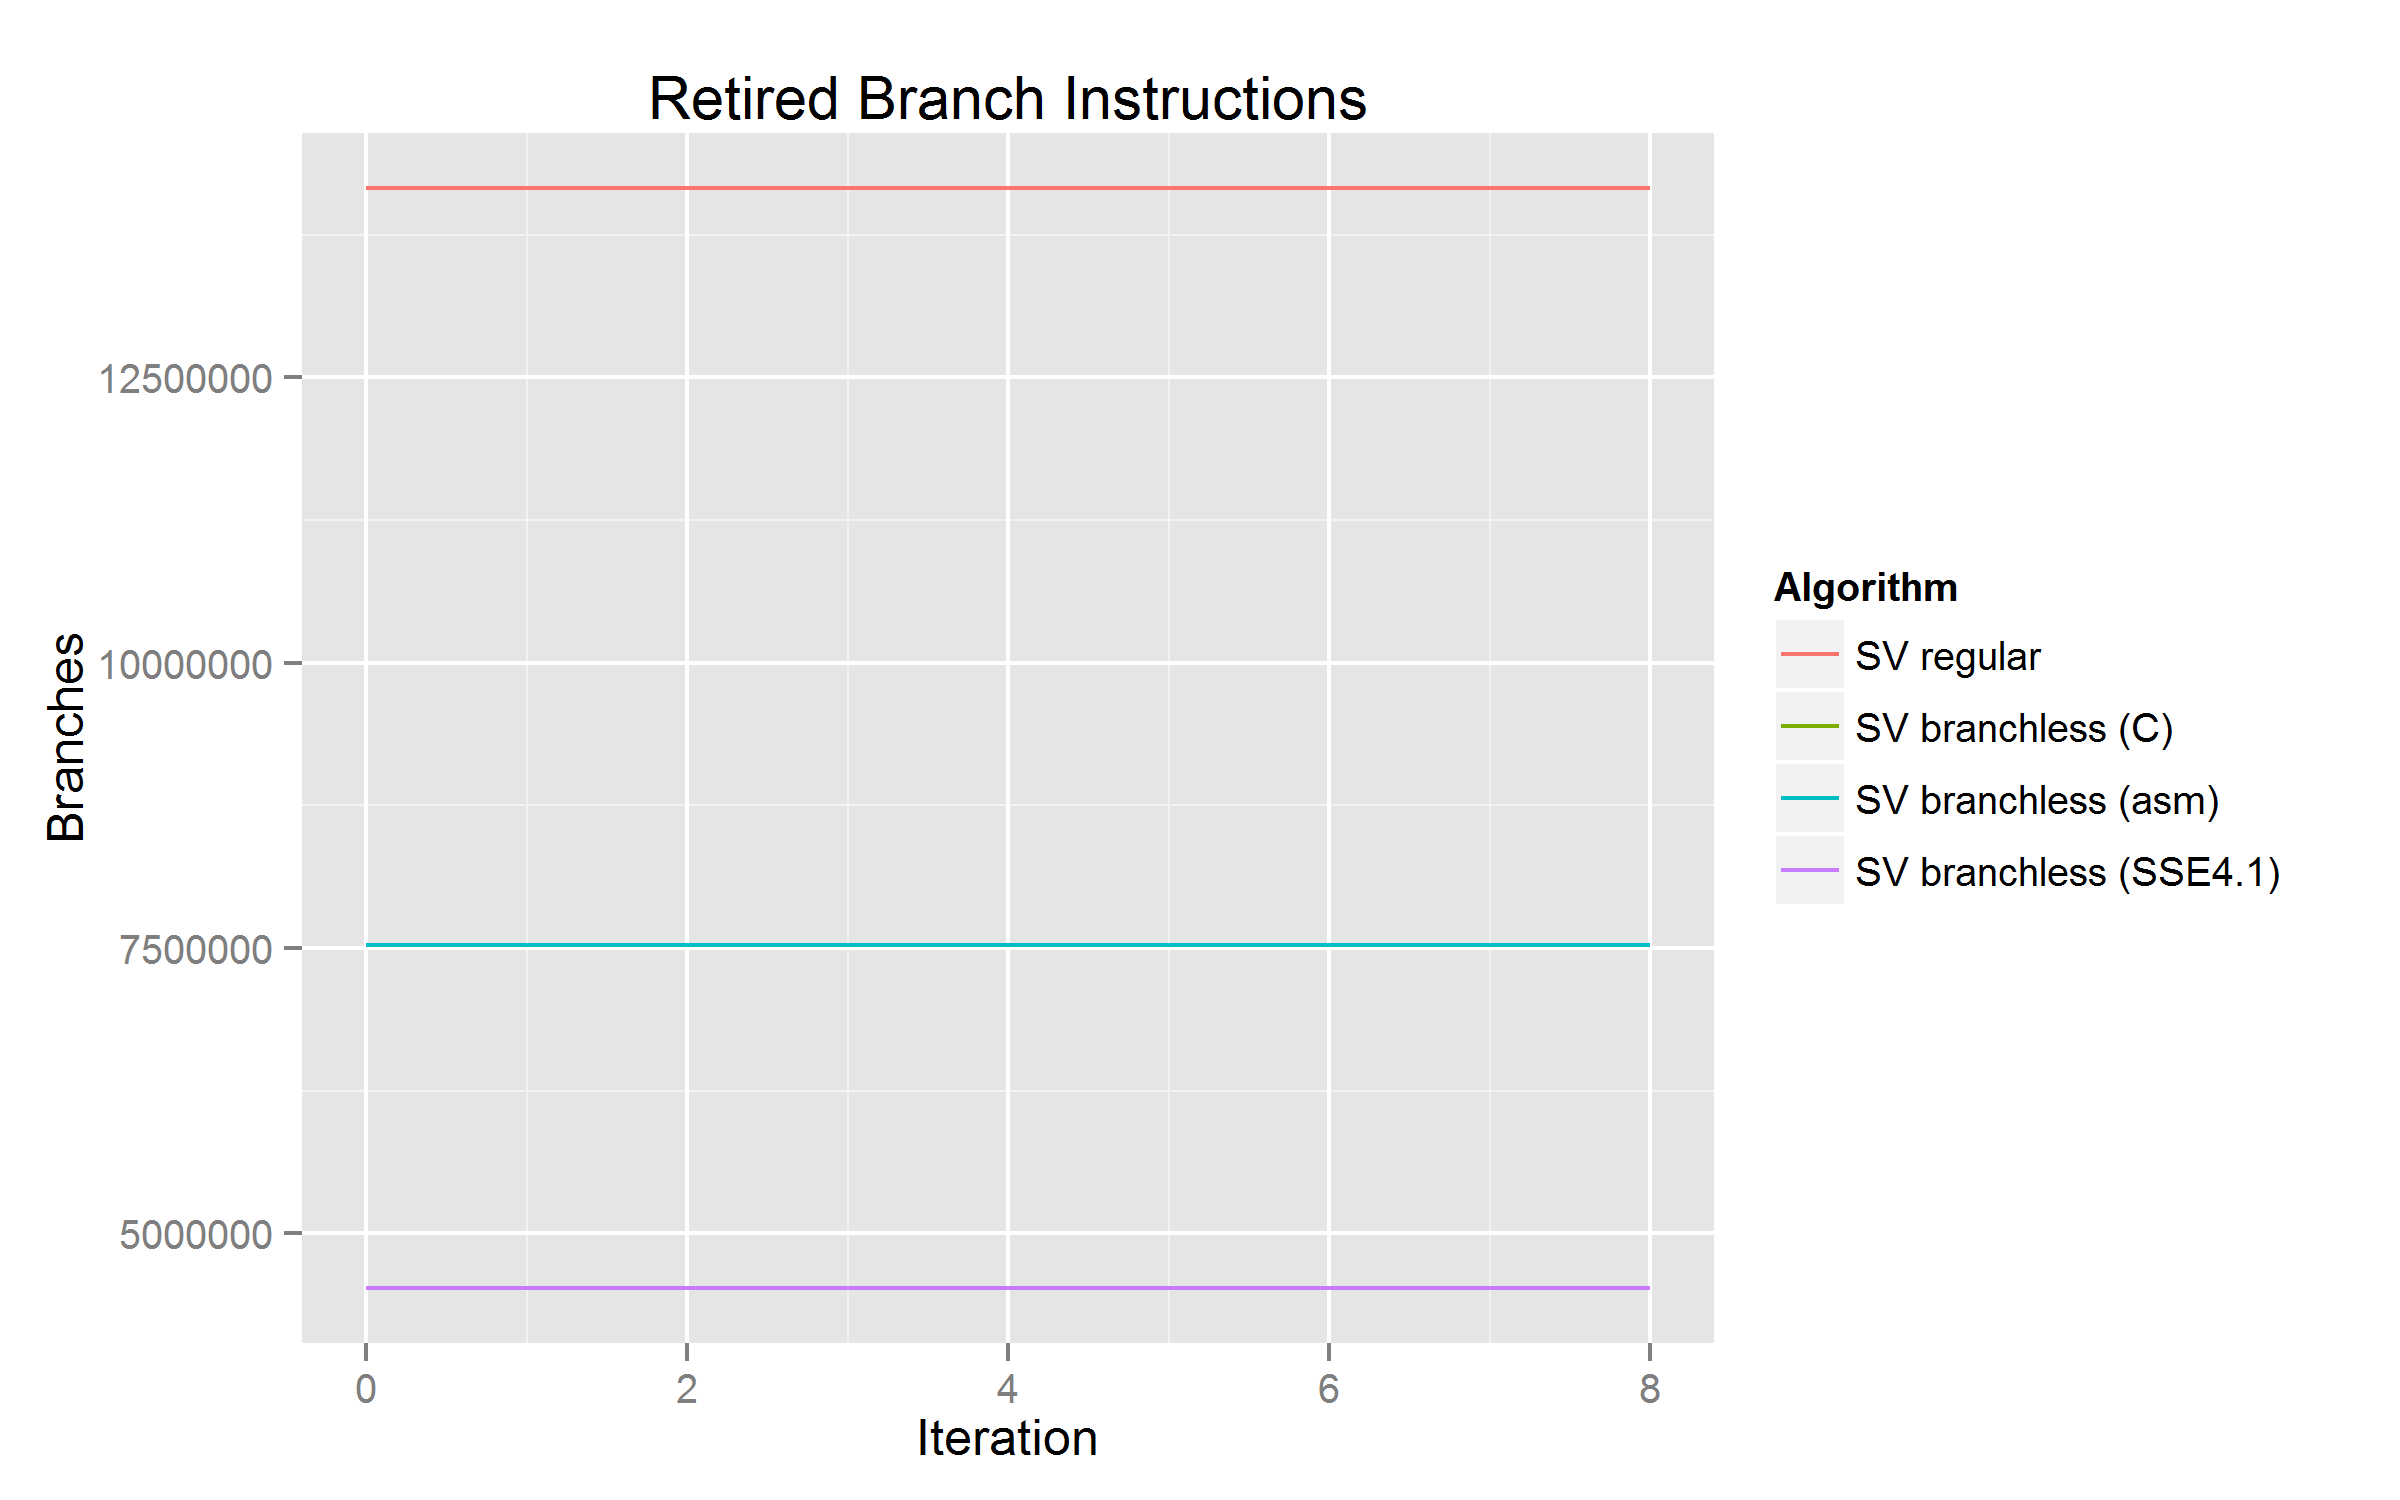 Retired Branch Instructions
12500000
10000000
7500000
5000000
Branches
0 2 4 6 8
Iteration
Algorithm
SV regular
SV branchless (C)
SV branchless (asm)
SV branchless (SSE4.1)